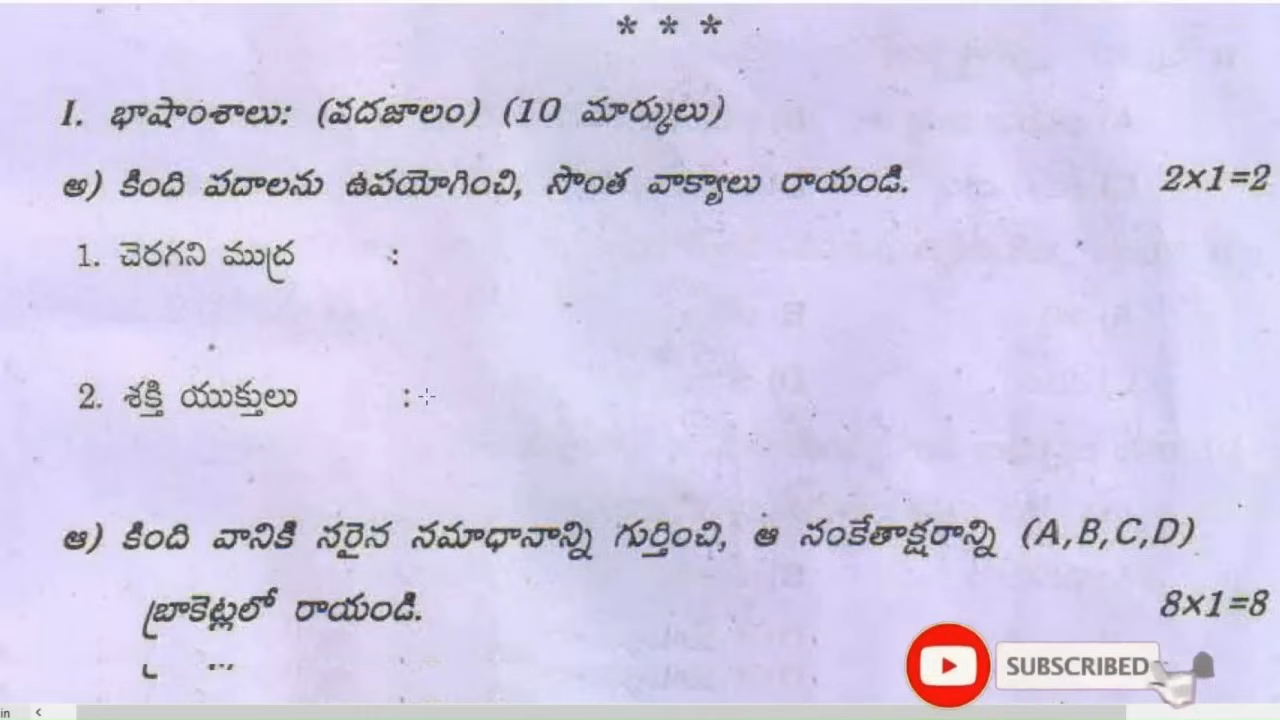 * * *
I. భాషాంశాలు: (పదజాలం) (10 మార్కులు)
అ) కింది పదాలను ఉపయోగించి, సొంత వాక్యాలు రాయండి. 2×1=2
1. చెరగని ముద్ర :
2. శక్తి యుక్తులు :
ఆ) కింది వానికి సరైన సమాధానాన్ని గుర్తించి, ఆ సంకేతాక్షరాన్ని (A,B,C,D)
బ్రాకెట్లలో రాయండి. 8×1=8
SUBSCRIBED
in